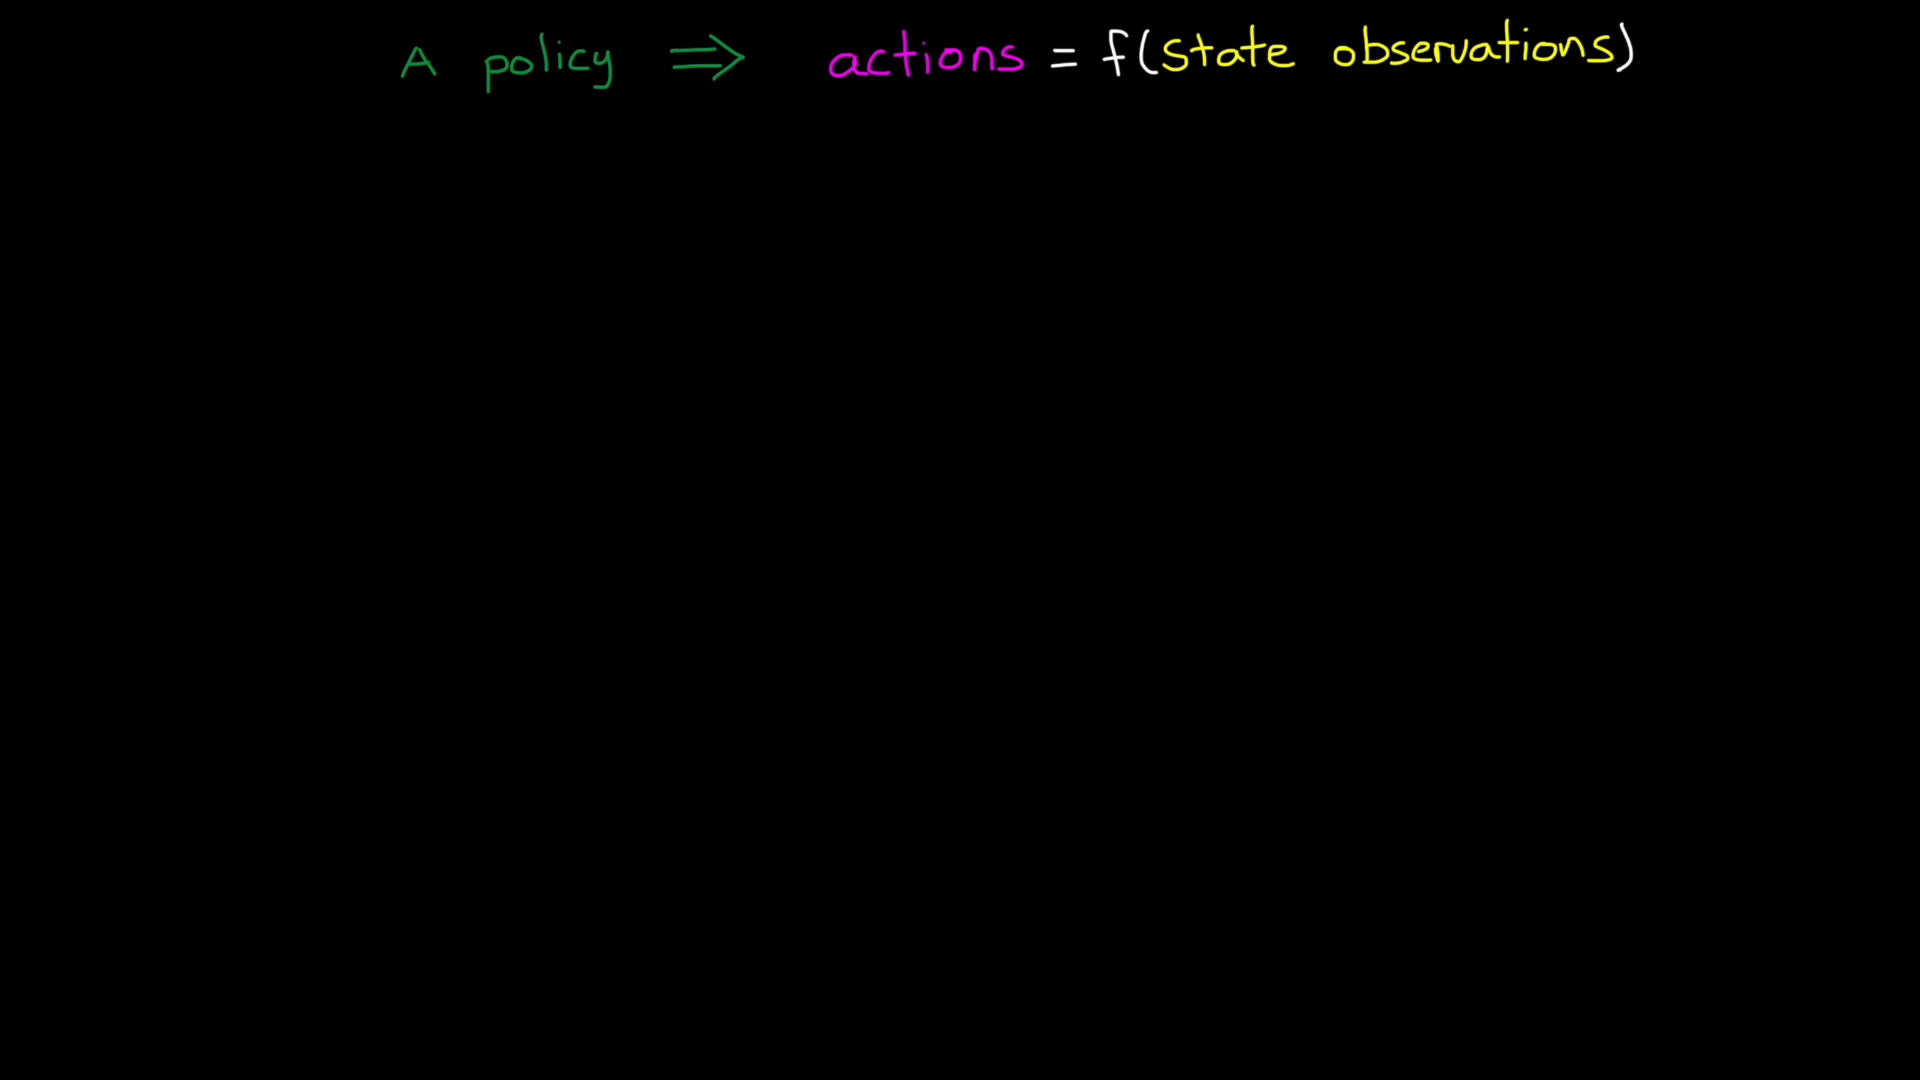 A policy ⇒ actions = f(state observations)